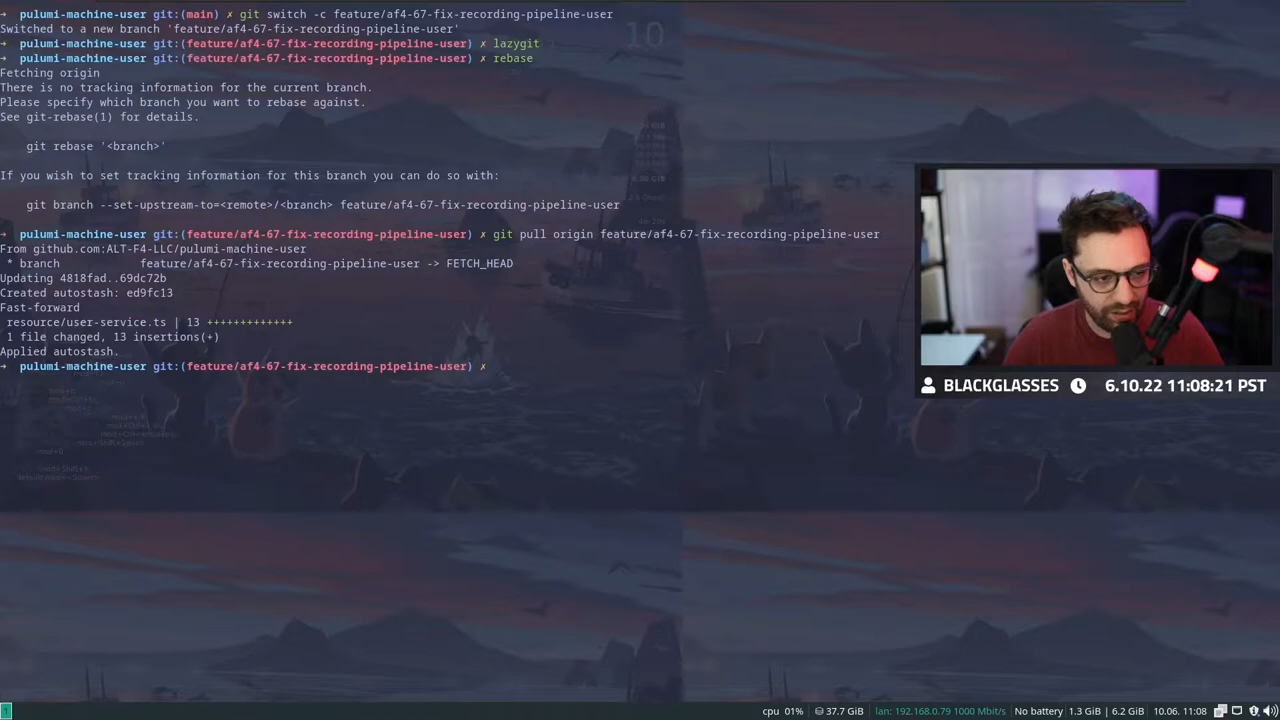 ➜  pulumi-machine-user git:(main) ✗ git switch -c feature/af4-67-fix-recording-pipeline-user
Switched to a new branch 'feature/af4-67-fix-recording-pipeline-user'
➜  pulumi-machine-user git:(feature/af4-67-fix-recording-pipeline-user) ✗ lazygit
➜  pulumi-machine-user git:(feature/af4-67-fix-recording-pipeline-user) ✗ rebase
Fetching origin
There is no tracking information for the current branch.
Please specify which branch you want to rebase against.
See git-rebase(1) for details.
git rebase '<branch>'
If you wish to set tracking information for this branch you can do so with:
git branch --set-upstream-to=<remote>/<branch> feature/af4-67-fix-recording-pipeline-user
➜  pulumi-machine-user git:(feature/af4-67-fix-recording-pipeline-user) ✗ git pull origin feature/af4-67-fix-recording-pipeline-user
From github.com:ALT-F4-LLC/pulumi-machine-user
* branch            feature/af4-67-fix-recording-pipeline-user -> FETCH_HEAD
Updating 4818fad..69dc72b
Created autostash: ed9fc13
Fast-forward
resource/user-service.ts | 13 +++++++++++++
1 file changed, 13 insertions(+)
Applied autostash.
➜  pulumi-machine-user git:(feature/af4-67-fix-recording-pipeline-user) ✗
10
BLACKGLASSES 6.10.22 11:08:21 PST
1
cpu 01% 37.7 GiB lan: 192.168.0.79 1000 Mbit/s No battery 1.3 GiB | 6.2 GiB 10.06. 11:08